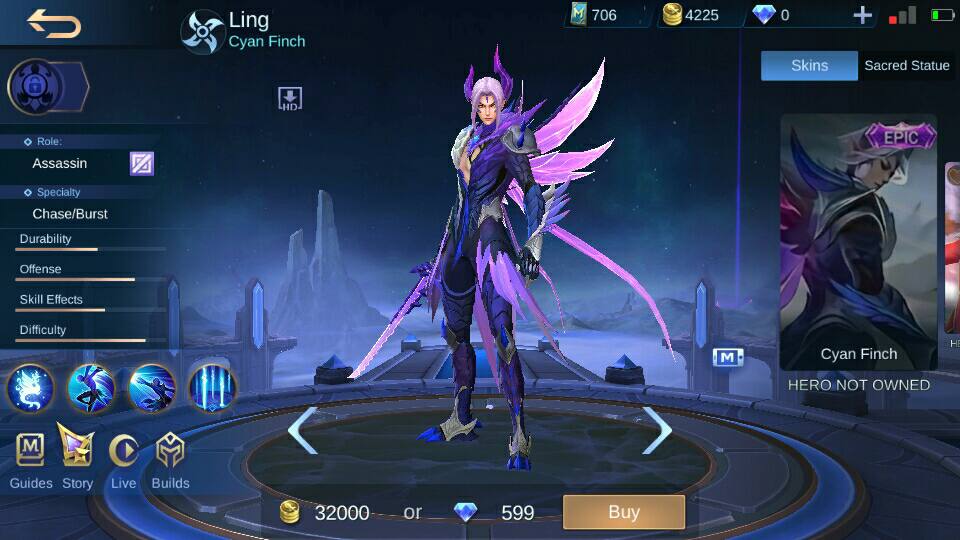 Ling
Cyan Finch
706
4225
0
Skins
Sacred Statue
HD
Role:
Assassin
Specialty
Chase/Burst
Durability
Offense
Skill Effects
Difficulty
EPIC
Cyan Finch
HERO NOT OWNED
M
Guides
Story
Live
Builds
32000
or
599
Buy